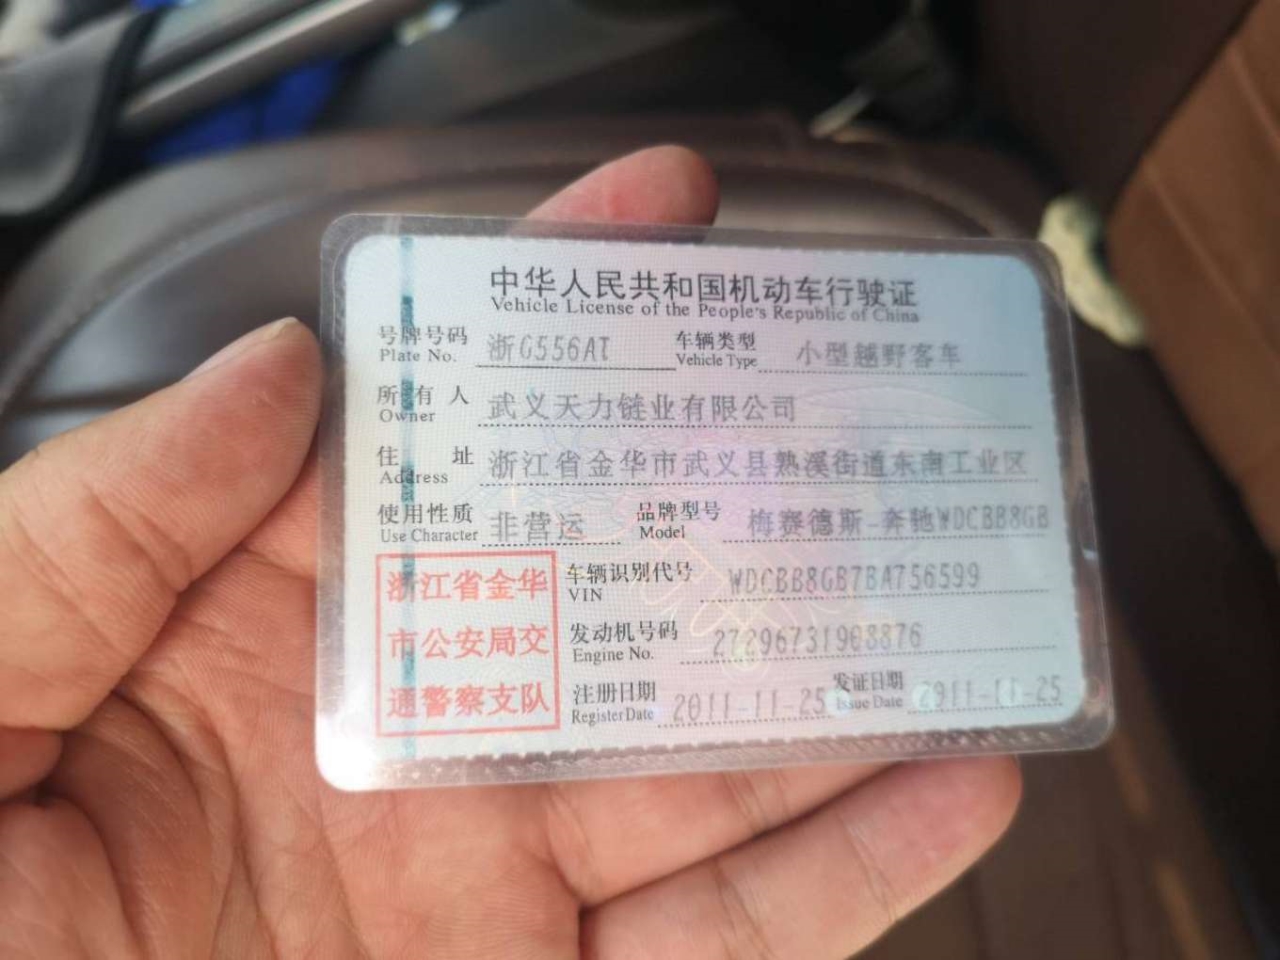 中华人民共和国机动车行驶证
Vehicle License of the People's Republic of China
号牌号码 浙G556AT 车辆类型 小型越野客车
Plate No. Vehicle Type
所有人 武义天力链业有限公司
Owner
住址 浙江省金华市武义县熟溪街道东南工业区
Address
使用性质 非营运 品牌型号 梅赛德斯-奔驰WDCBB8GB
Use Character Model
浙江省金华 车辆识别代号 WDCBB8GB7BA756599
VIN
市公安局交 发动机号码 27296731908876
Engine No.
通警察支队 注册日期 2011-11-25 发证日期 2011-11-25
Register Date Issue Date